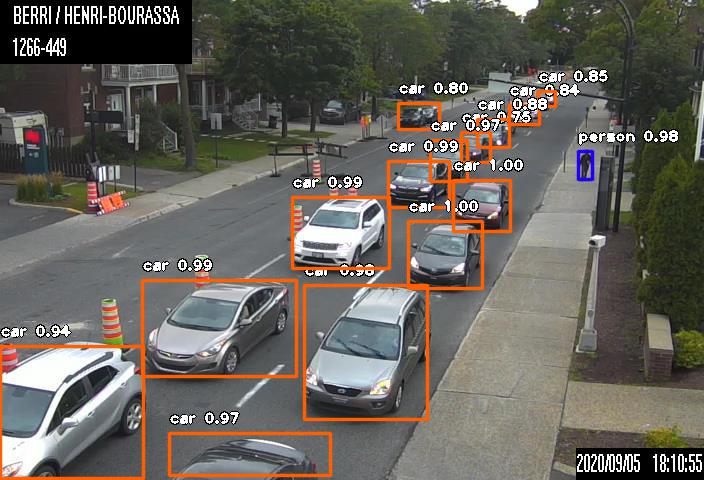 BERRI / HENRI-BOURASSA
1266-449
car 0.85
car 0.80
car 0.84
car 0.88
car 0.75
car 0.97
person 0.98
car 0.99
car 1.00
car 0.99
car 1.00
car 0.99
car 0.98
car 0.94
car 0.97
2020/09/05 18:10:55